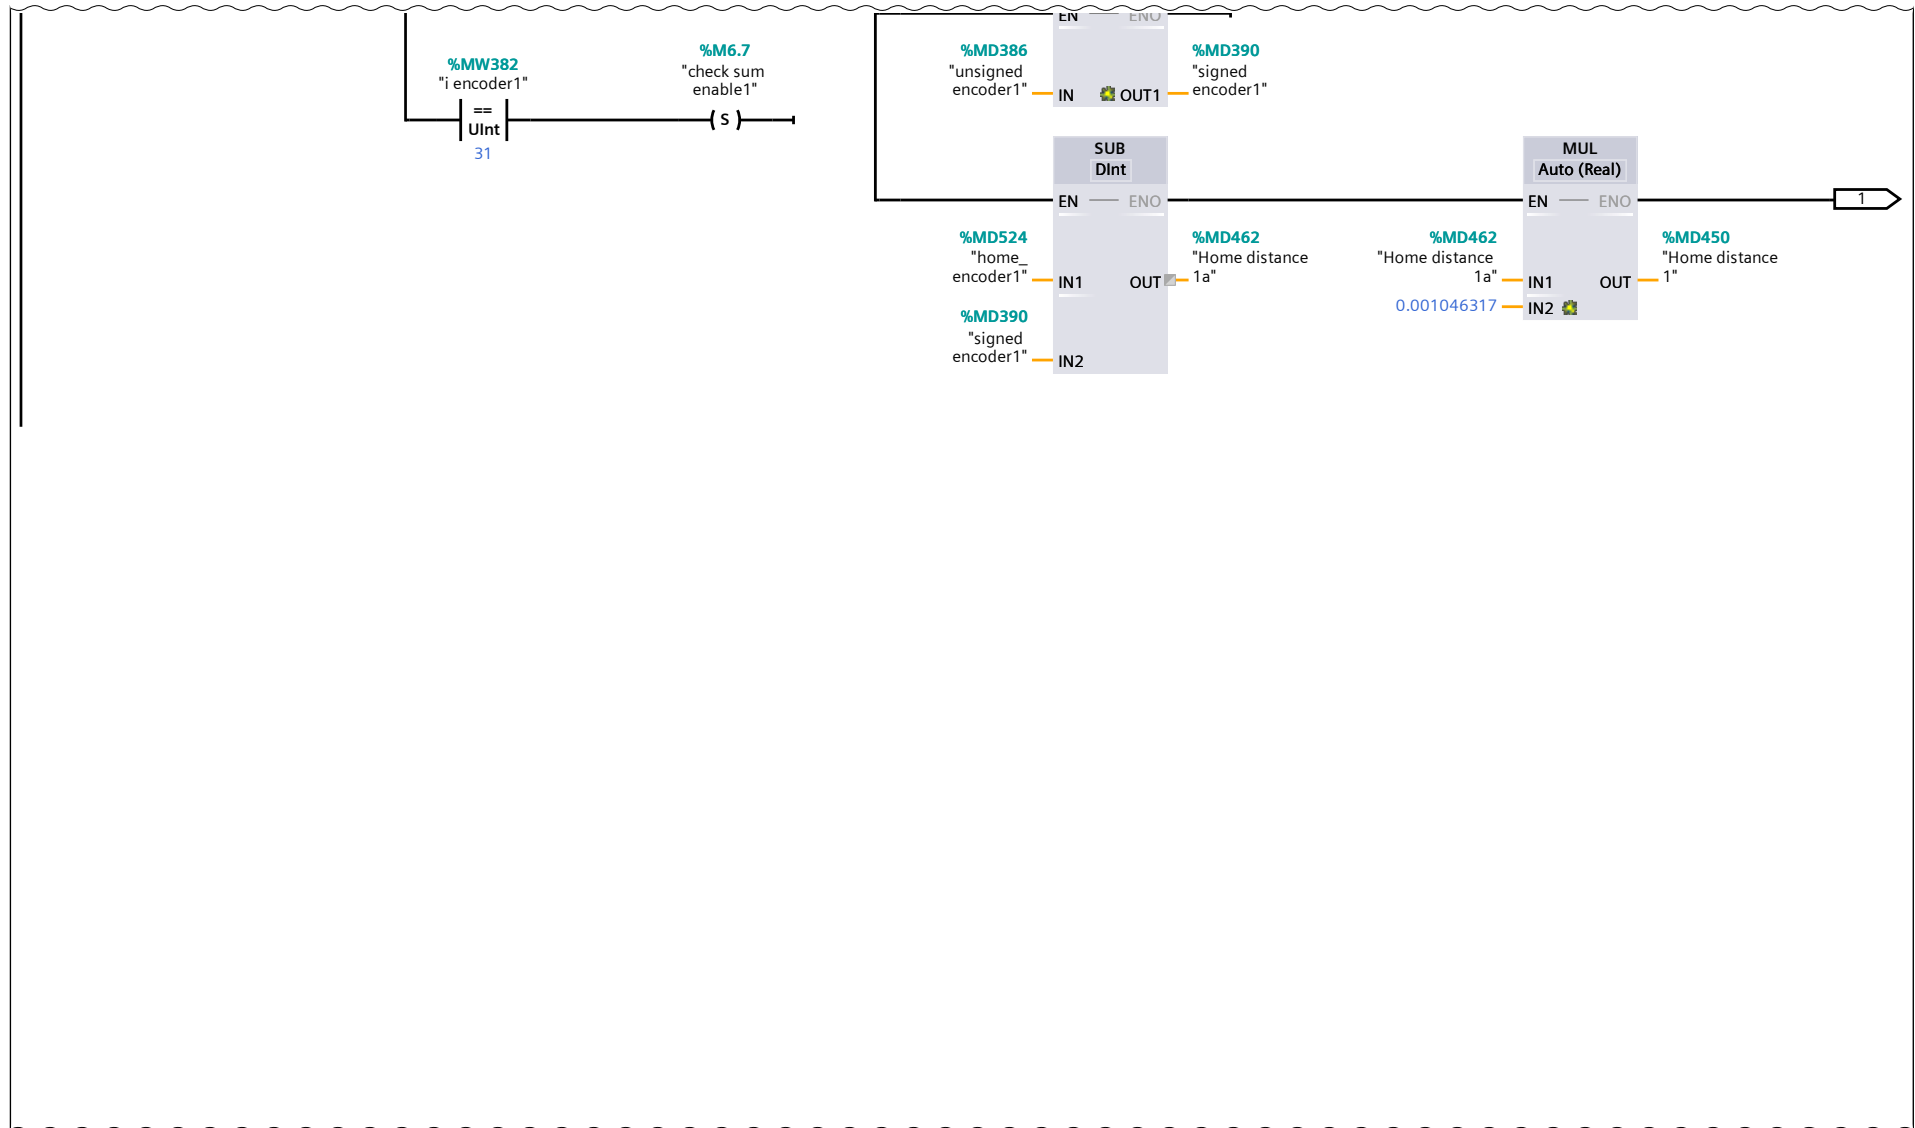 EN ENO
%MW382
"i encoder1"
==
UInt
31
%M6.7
"check sum
enable1"
S
%MD386
"unsigned
encoder1"
IN
OUT1
%MD390
"signed
encoder1"
SUB
DInt
EN ENO
%MD524
"home_
encoder1"
IN1
OUT
%MD462
"Home distance
1a"
%MD390
"signed
encoder1"
IN2
MUL
Auto (Real)
EN ENO
%MD462
"Home distance
1a"
IN1
OUT
%MD450
"Home distance
1"
0.001046317
IN2
1